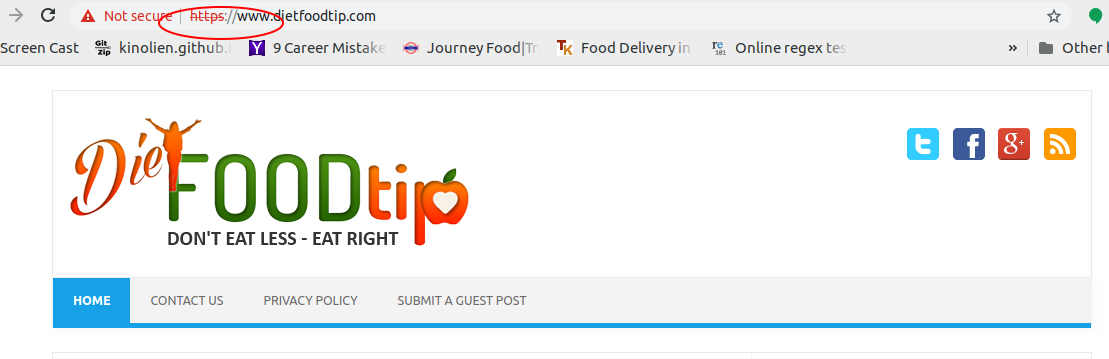 Not secure | https://www.dietfoodtip.com
Screen Cast Git Zip kinolien.github.i 9 Career Mistake Journey Food|Tr TK Food Delivery in re 101 Online regex tes » Other
Diet FOOD tip
DON'T EAT LESS - EAT RIGHT
HOME CONTACT US PRIVACY POLICY SUBMIT A GUEST POST